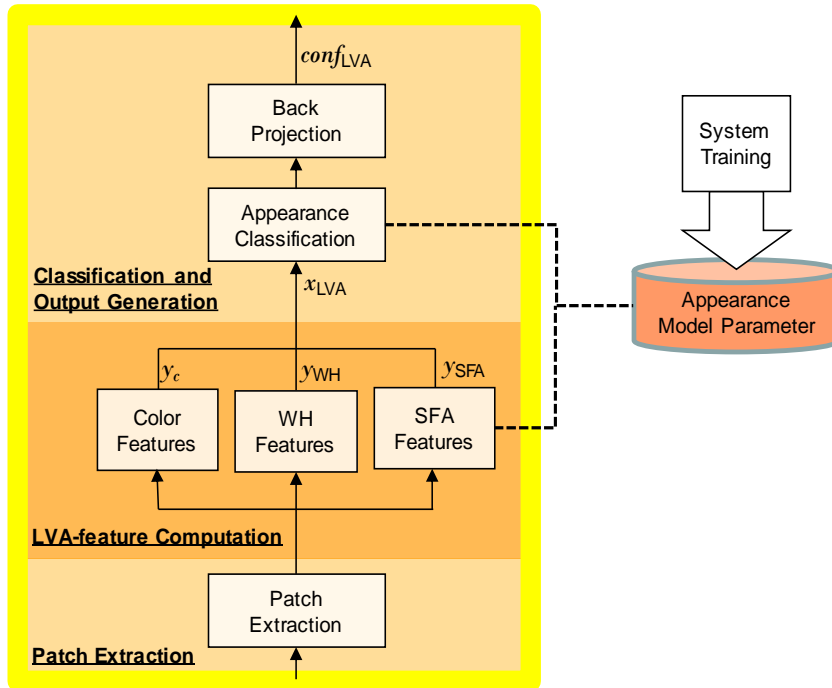 conf_LVA
Back
Projection
System
Training
Appearance
Classification
Classification and
Output Generation
x_LVA
Appearance
Model Parameter
y_c
y_WH
y_SFA
Color
Features
WH
Features
SFA
Features
LVA-feature Computation
Patch
Extraction
Patch Extraction